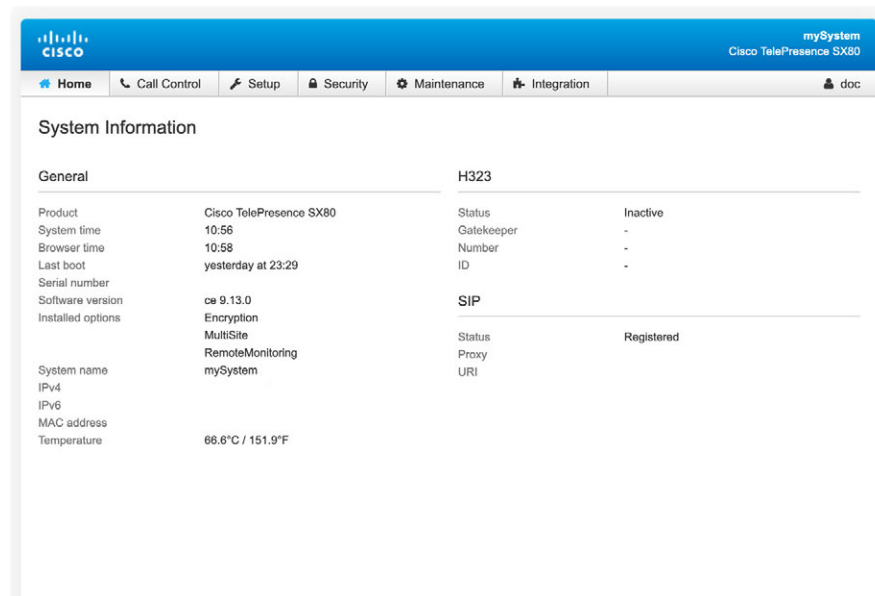 CISCO
mySystem
Cisco TelePresence SX80
Home Call Control Setup Security Maintenance Integration doc
System Information
General
Product Cisco TelePresence SX80
System time 10:56
Browser time 10:58
Last boot yesterday at 23:29
Serial number
Software version ce 9.13.0
Installed options Encryption
MultiSite
RemoteMonitoring
System name mySystem
IPv4
IPv6
MAC address
Temperature 66.6°C / 151.9°F
H323
Status Inactive
Gatekeeper -
Number -
ID -
SIP
Status Registered
Proxy
URI